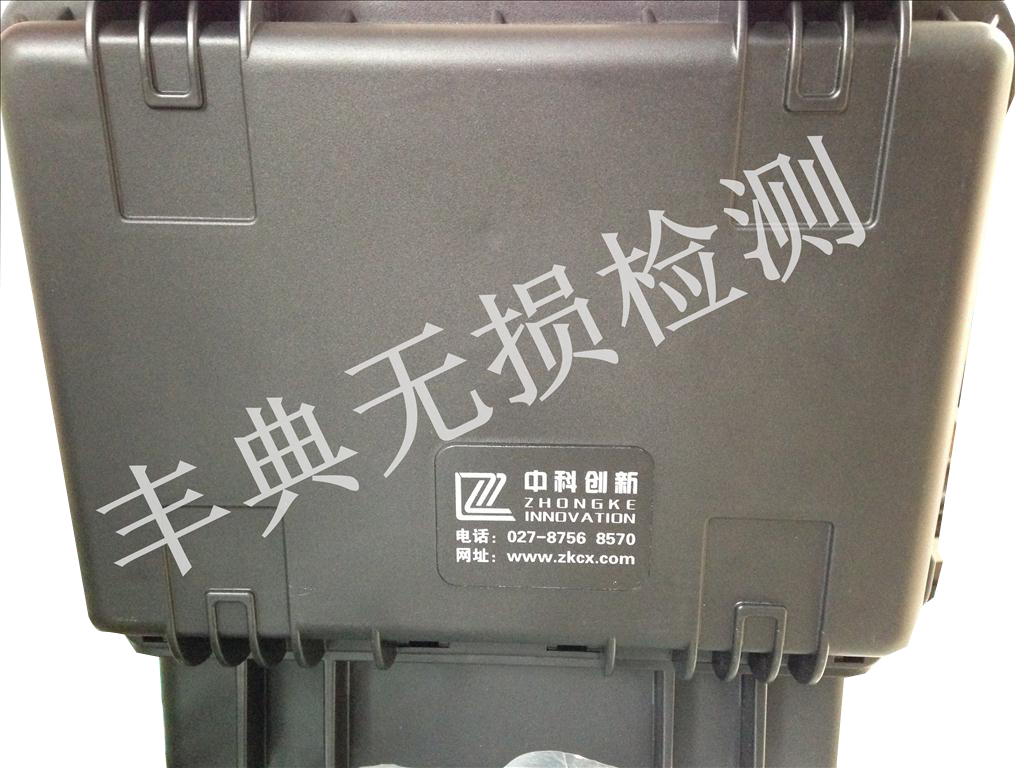 丰典无损检测
中科创新
ZHONGKE
INNOVATION
电话：027-8756 8570
网址：www.zkcx.com